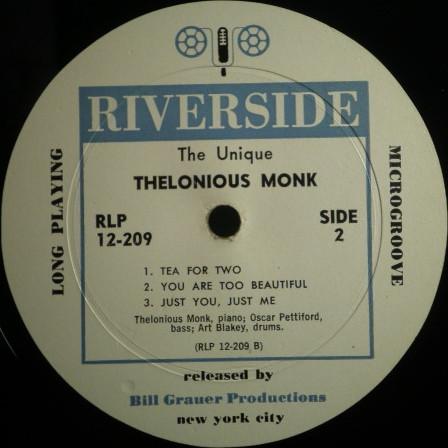 RIVERSIDE
The Unique
THELONIOUS MONK
RLP
12-209
SIDE
2
LONG PLAYING
MICROGROOVE
1. TEA FOR TWO
2. YOU ARE TOO BEAUTIFUL
3. JUST YOU, JUST ME
Thelonious Monk, piano; Oscar Pettiford,
bass; Art Blakey, drums.
(RLP 12-209 B)
released by
Bill Grauer Productions
new york city